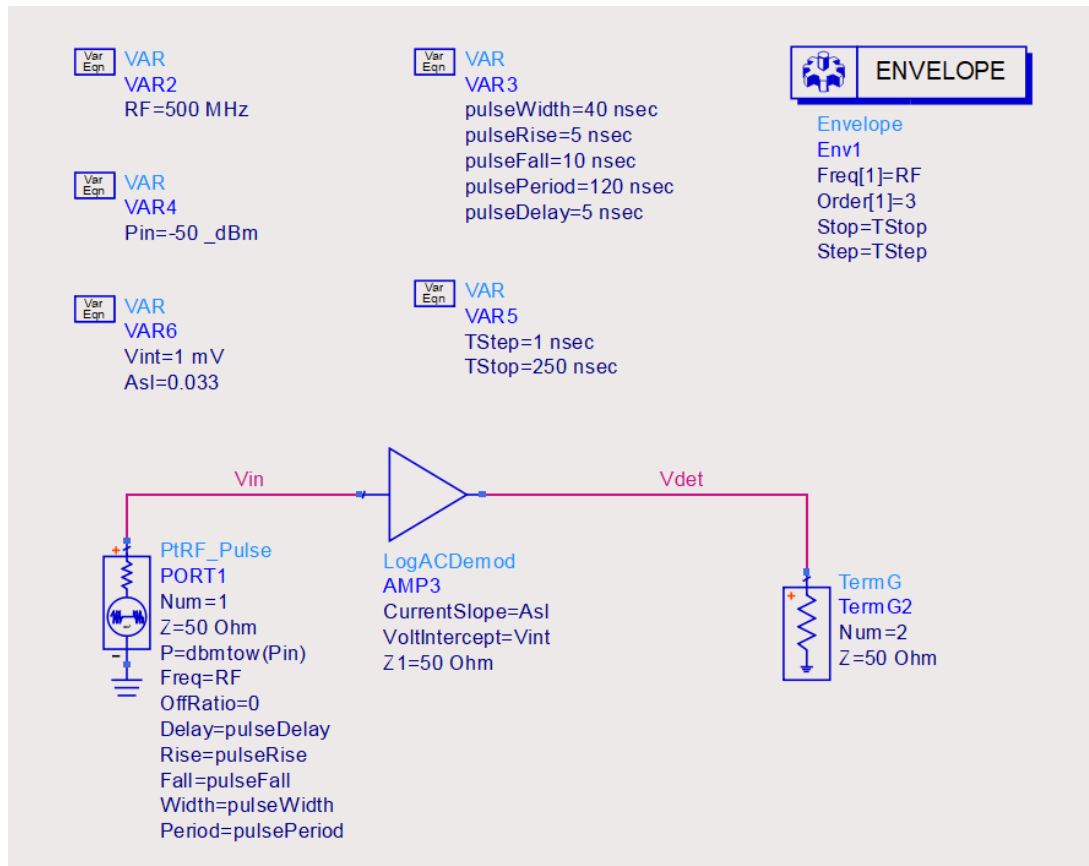 Var
Eqn
VAR
VAR2
RF=500 MHz
Var
Eqn
VAR
VAR3
pulseWidth=40 nsec
pulseRise=5 nsec
pulseFall=10 nsec
pulsePeriod=120 nsec
pulseDelay=5 nsec
ENVELOPE
Envelope
Env1
Freq[1]=RF
Order[1]=3
Stop=TStop
Step=TStep
Var
Eqn
VAR
VAR4
Pin=-50 _dBm
Var
Eqn
VAR
VAR6
Vint=1 mV
Asl=0.033
Var
Eqn
VAR
VAR5
TStep=1 nsec
TStop=250 nsec
Vin
Vdet
PtRF_Pulse
PORT1
Num=1
Z=50 Ohm
P=dbmtow(Pin)
Freq=RF
OffRatio=0
Delay=pulseDelay
Rise=pulseRise
Fall=pulseFall
Width=pulseWidth
Period=pulsePeriod
LogACDemod
AMP3
CurrentSlope=Asl
VoltIntercept=Vint
Z1=50 Ohm
TermG
TermG2
Num=2
Z=50 Ohm